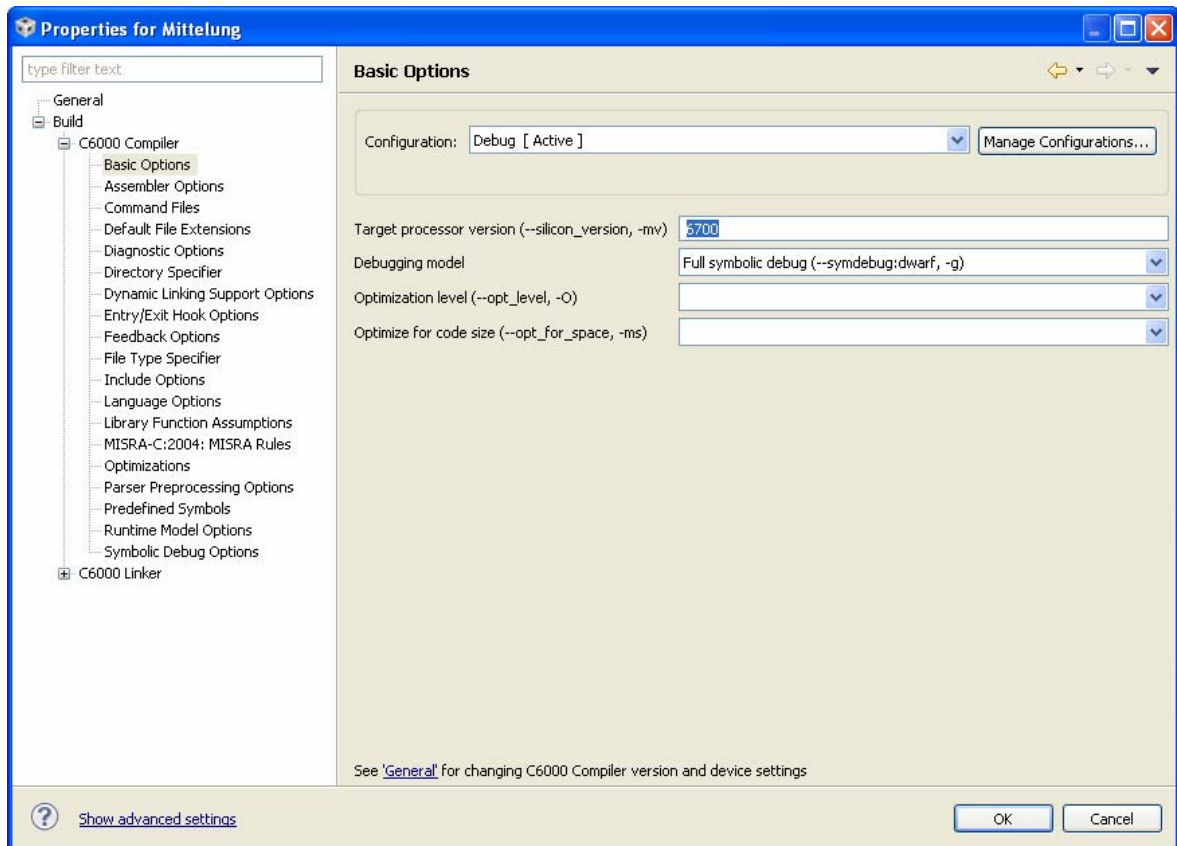 Properties for Mittelung
type filter text
General
Build
C6000 Compiler
Basic Options
Assembler Options
Command Files
Default File Extensions
Diagnostic Options
Directory Specifier
Dynamic Linking Support Options
Entry/Exit Hook Options
Feedback Options
File Type Specifier
Include Options
Language Options
Library Function Assumptions
MISRA-C:2004: MISRA Rules
Optimizations
Parser Preprocessing Options
Predefined Symbols
Runtime Model Options
Symbolic Debug Options
C6000 Linker
Basic Options
Configuration: Debug [ Active ] Manage Configurations...
Target processor version (--silicon_version, -mv) 6700
Debugging model Full symbolic debug (--symdebug:dwarf, -g)
Optimization level (--opt_level, -O)
Optimize for code size (--opt_for_space, -ms)
See 'General' for changing C6000 Compiler version and device settings
Show advanced settings
OK Cancel